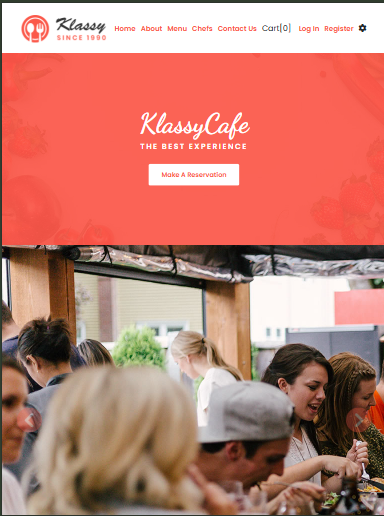 Klassy
SINCE 1990
Home About Menu Chefs Contact Us Cart[0] Log In Register
KlassyCafe
THE BEST EXPERIENCE
Make A Reservation